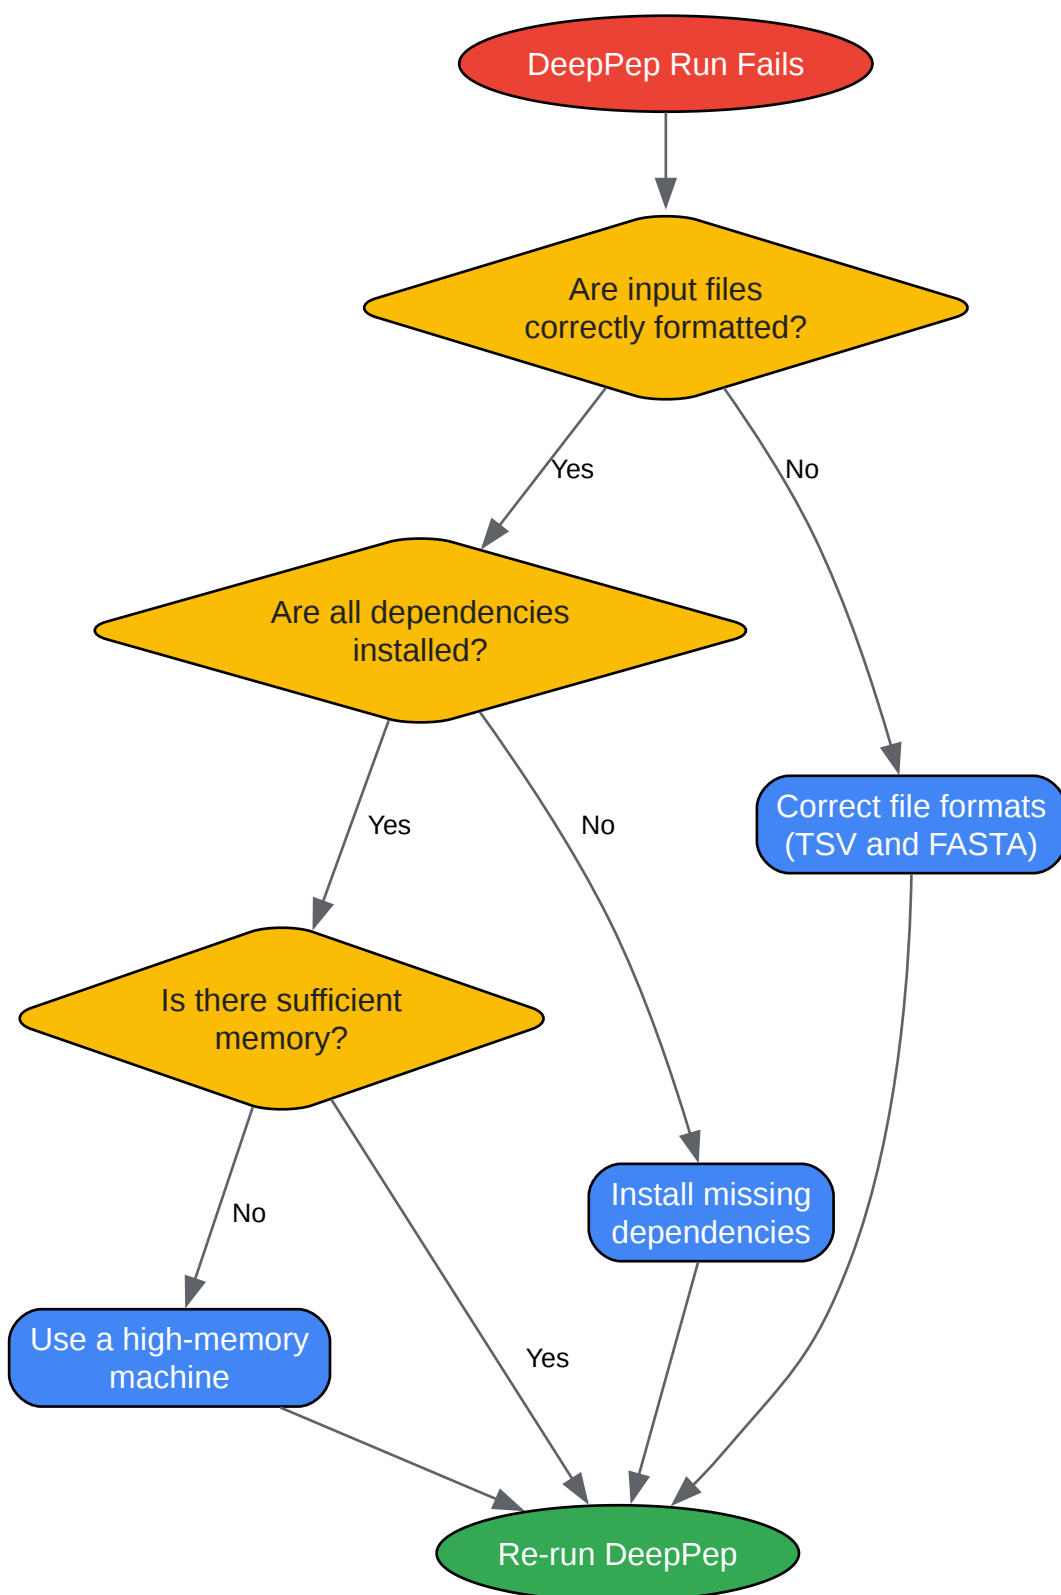 DeepPep Run Fails
Are input files
correctly formatted?
Yes
No
Are all dependencies
installed?
Correct file formats
(TSV and FASTA)
Yes
No
Is there sufficient
memory?
Install missing
dependencies
No
Use a high-memory
machine
Yes
Re-run DeepPep